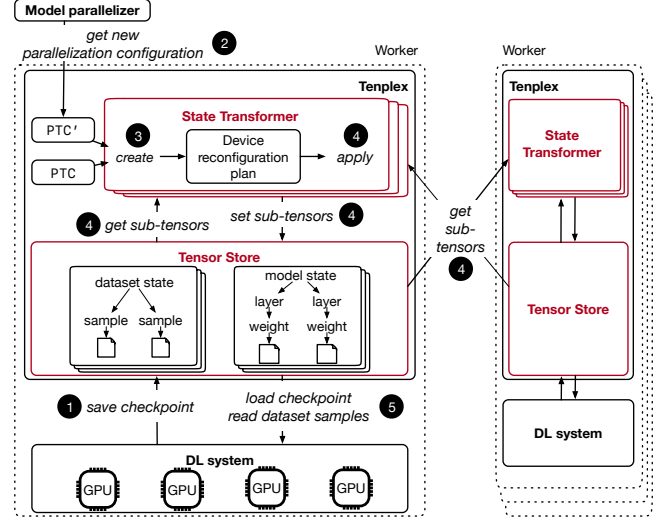 Model parallelizer
get new
parallelization configuration 2
Worker
Tenplex
State Transformer
PTC′
PTC
3
create
Device
reconfiguration
plan
4
apply
4 get sub-tensors
set sub-tensors 4
Tensor Store
dataset state
sample sample
model state
layer layer
weight weight
1 save checkpoint
load checkpoint
read dataset samples 5
DL system
GPU GPU GPU GPU
get
sub-
tensors
4
Worker
Tenplex
State
Transformer
Tensor Store
DL system